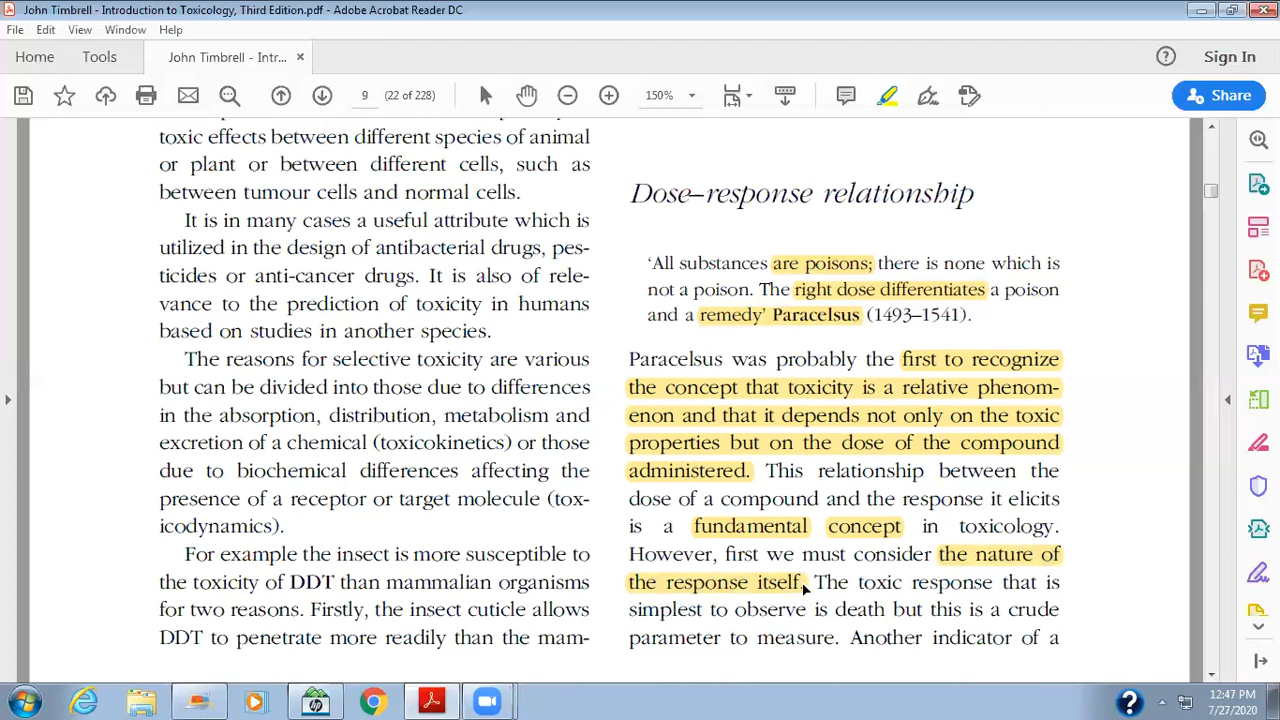 John Timbrell - Introduction to Toxicology, Third Edition.pdf - Adobe Acrobat Reader DC
File Edit View Window Help
Home Tools John Timbrell - Intr... × Sign In
9 (22 of 228) 150% Share
toxic effects between different species of animal
or plant or between different cells, such as
between tumour cells and normal cells.
It is in many cases a useful attribute which is
utilized in the design of antibacterial drugs, pes-
ticides or anti-cancer drugs. It is also of rele-
vance to the prediction of toxicity in humans
based on studies in another species.
The reasons for selective toxicity are various
but can be divided into those due to differences
in the absorption, distribution, metabolism and
excretion of a chemical (toxicokinetics) or those
due to biochemical differences affecting the
presence of a receptor or target molecule (tox-
icodynamics).
For example the insect is more susceptible to
the toxicity of DDT than mammalian organisms
for two reasons. Firstly, the insect cuticle allows
DDT to penetrate more readily than the mam-
Dose–response relationship
‘All substances are poisons; there is none which is
not a poison. The right dose differentiates a poison
and a remedy’ Paracelsus (1493–1541).
Paracelsus was probably the first to recognize
the concept that toxicity is a relative phenom-
enon and that it depends not only on the toxic
properties but on the dose of the compound
administered. This relationship between the
dose of a compound and the response it elicits
is a fundamental concept in toxicology.
However, first we must consider the nature of
the response itself. The toxic response that is
simplest to observe is death but this is a crude
parameter to measure. Another indicator of a
12:47 PM
7/27/2020